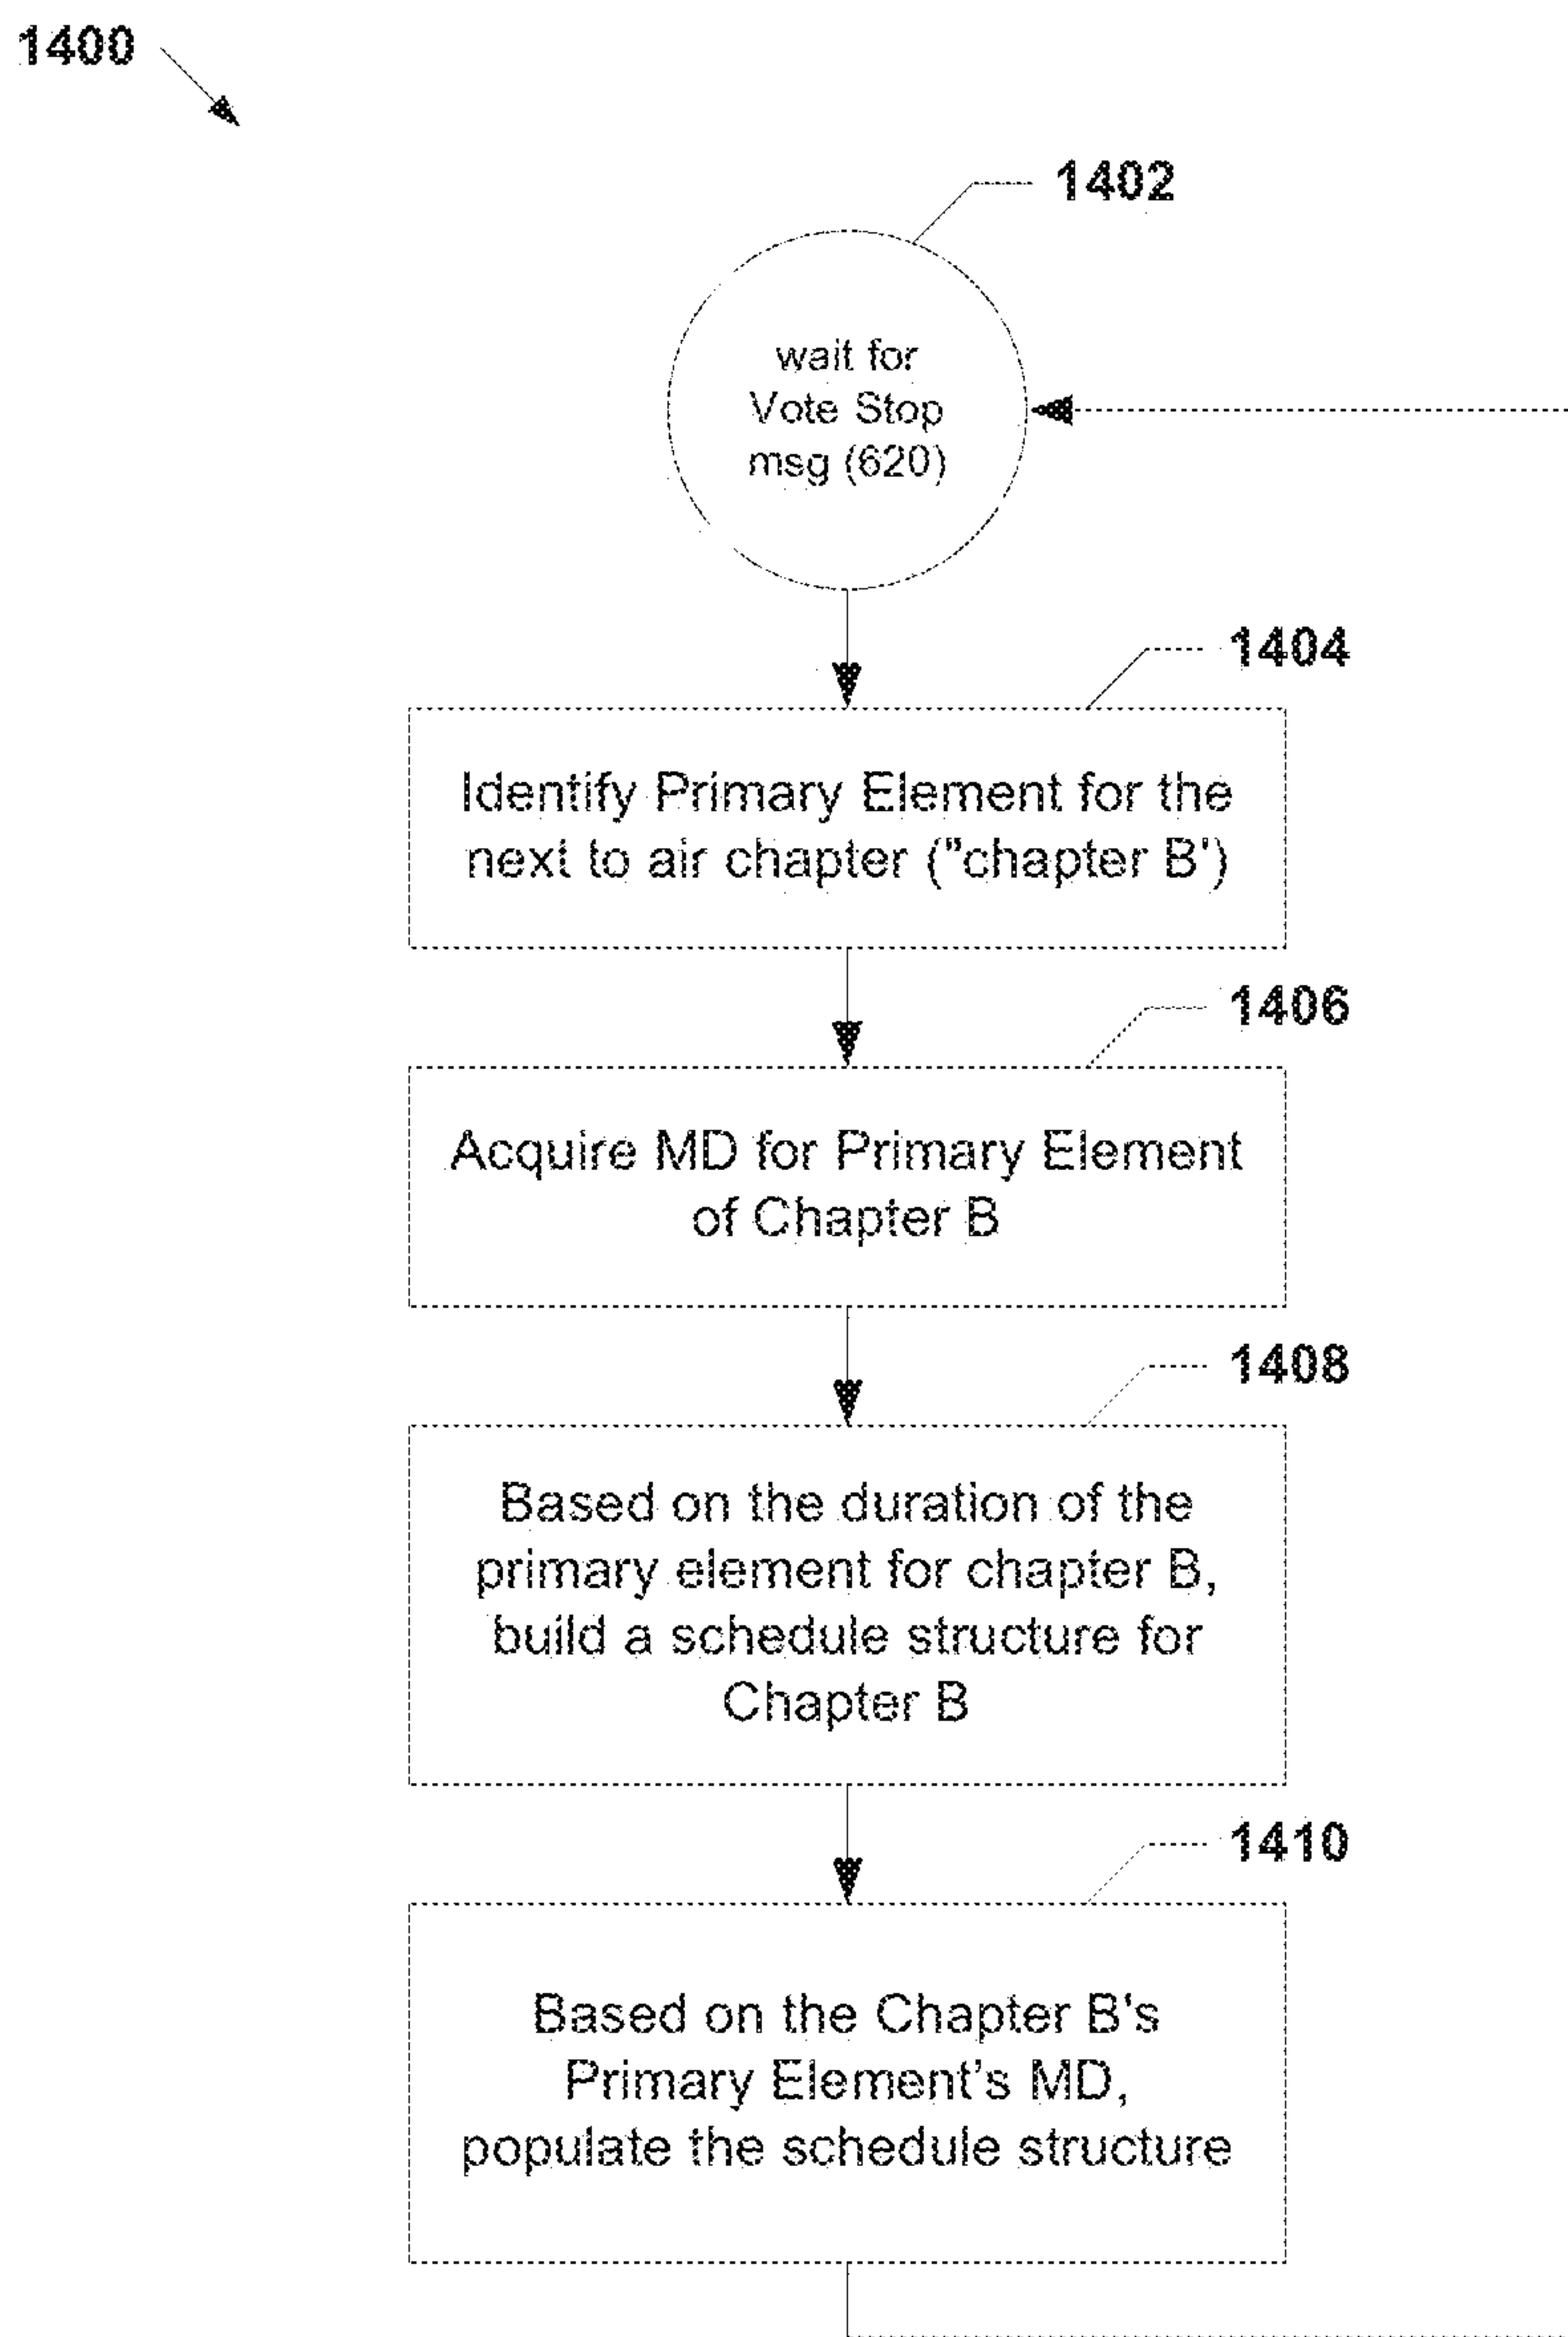 1400
1402
wait for
Vote Stop
msg (620)
1404
Identify Primary Element for the
next to air chapter ("chapter B')
1406
Acquire MD for Primary Element
of Chapter B
1408
Based on the duration of the
primary element for chapter B,
build a schedule structure for
Chapter B
1410
Based on the Chapter B's
Primary Element's MD,
populate the schedule structure